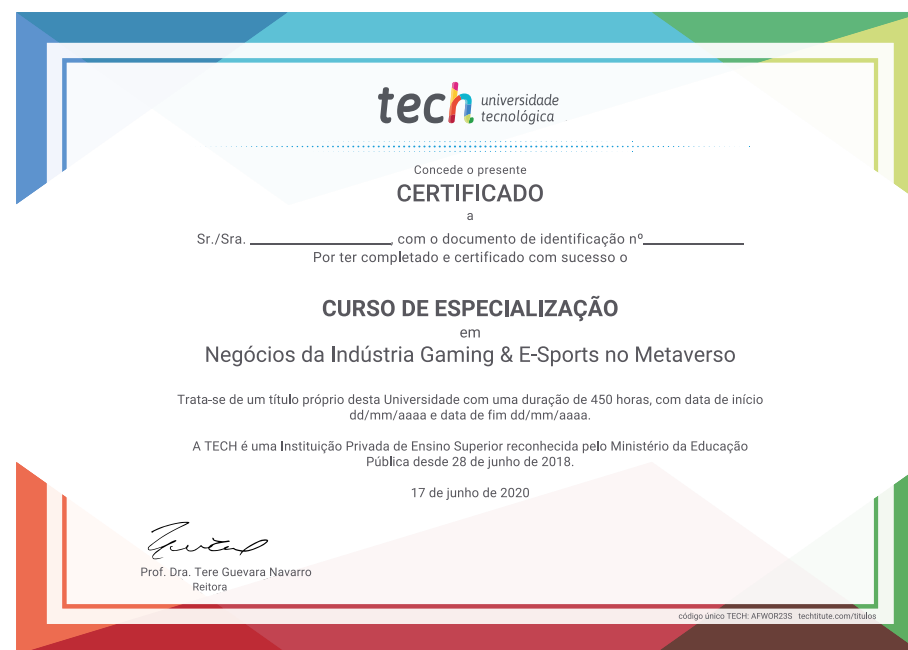 tech universidade
tecnológica
Concede o presente
CERTIFICADO
a
Sr./Sra. ________________, com o documento de identificação nº____________
Por ter completado e certificado com sucesso o
CURSO DE ESPECIALIZAÇÃO
em
Negócios da Indústria Gaming & E-Sports no Metaverso
Trata-se de um título próprio desta Universidade com uma duração de 450 horas, com data de início
dd/mm/aaaa e data de fim dd/mm/aaaa.
A TECH é uma Instituição Privada de Ensino Superior reconhecida pelo Ministério da Educação
Pública desde 28 de junho de 2018.
17 de junho de 2020
Prof. Dra. Tere Guevara Navarro
Reitora
código único TECH: AFWOR23S techtitute.com/titulos